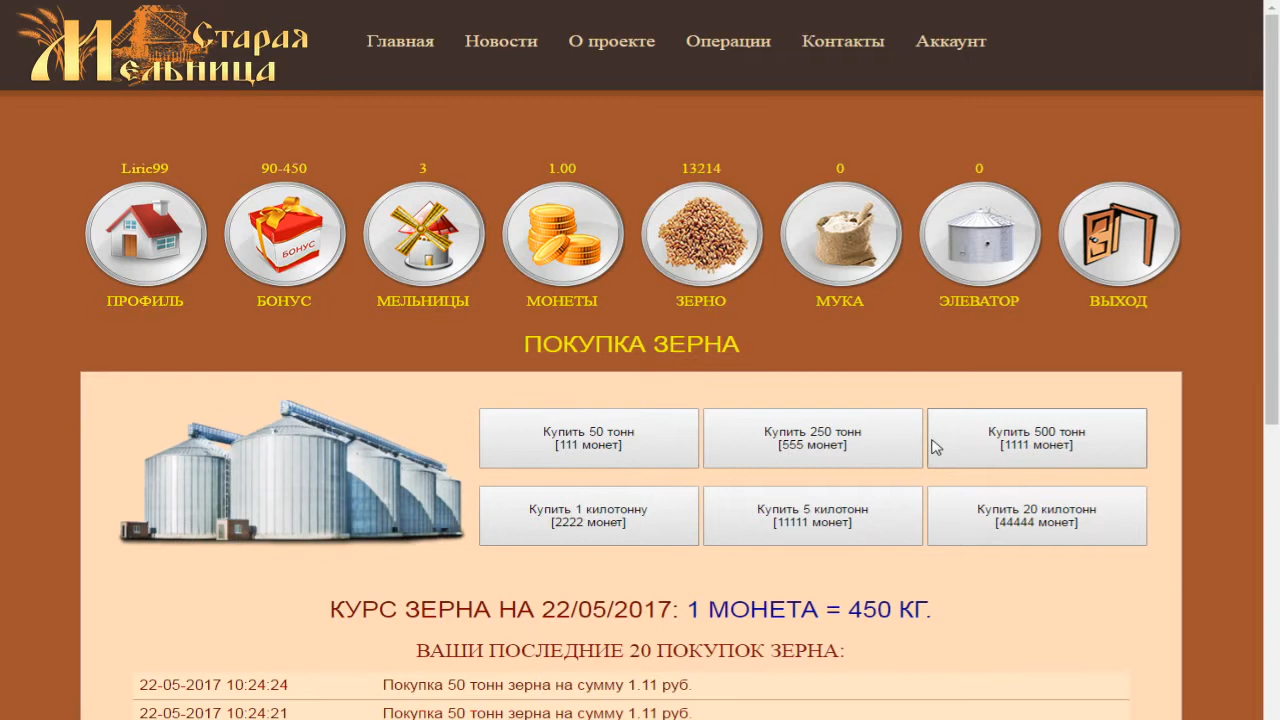 Старая
Мельница
Главная Новости О проекте Операции Контакты Аккаунт
Liric99 90-450 3 1.00 13214 0 0
БОНУС
ПРОФИЛЬ БОНУС МЕЛЬНИЦЫ МОНЕТЫ ЗЕРНО МУКА ЭЛЕВАТОР ВЫХОД
ПОКУПКА ЗЕРНА
Купить 50 тонн
[111 монет]
Купить 250 тонн
[555 монет]
Купить 500 тонн
[1111 монет]
Купить 1 килотонну
[2222 монет]
Купить 5 килотонн
[11111 монет]
Купить 20 килотонн
[44444 монет]
КУРС ЗЕРНА НА 22/05/2017: 1 МОНЕТА = 450 КГ.
ВАШИ ПОСЛЕДНИЕ 20 ПОКУПОК ЗЕРНА:
22-05-2017 10:24:24 Покупка 50 тонн зерна на сумму 1.11 руб.
22-05-2017 10:24:21 Покупка 50 тонн зерна на сумму 1.11 руб.